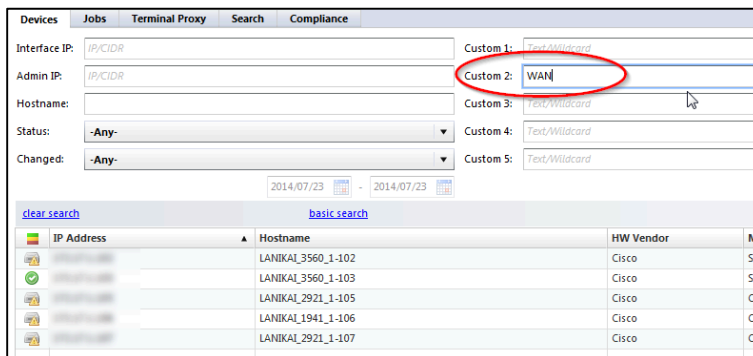 Devices Jobs Terminal Proxy Search Compliance
Interface IP: IP/CIDR Custom 1: Text/Wildcard
Admin IP: IP/CIDR Custom 2: WAN
Hostname: Custom 3: Text/Wildcard
Status: -Any- Custom 4: Text/Wildcard
Changed: -Any- Custom 5: Text/Wildcard
2014/07/23 - 2014/07/23
clear search basic search
IP Address Hostname HW Vendor
LANIKAI_3560_1-102 Cisco
LANIKAI_3560_1-103 Cisco
LANIKAI_2921_1-105 Cisco
LANIKAI_1941_1-106 Cisco
LANIKAI_2921_1-107 Cisco